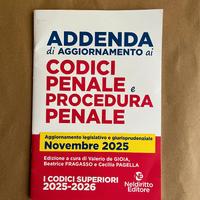 ADDENDA
di AGGIORNAMENTO ai
CODICI
PENALE e
PROCEDURA
PENALE
Aggiornamento legislativo e giurisprudenziale
Novembre 2025
Edizione a cura di Valerio de GIOIA,
Beatrice FRAGASSO e Cecilia PAGELLA
I CODICI SUPERIORI
2025-2026
Neldiritto
Editore